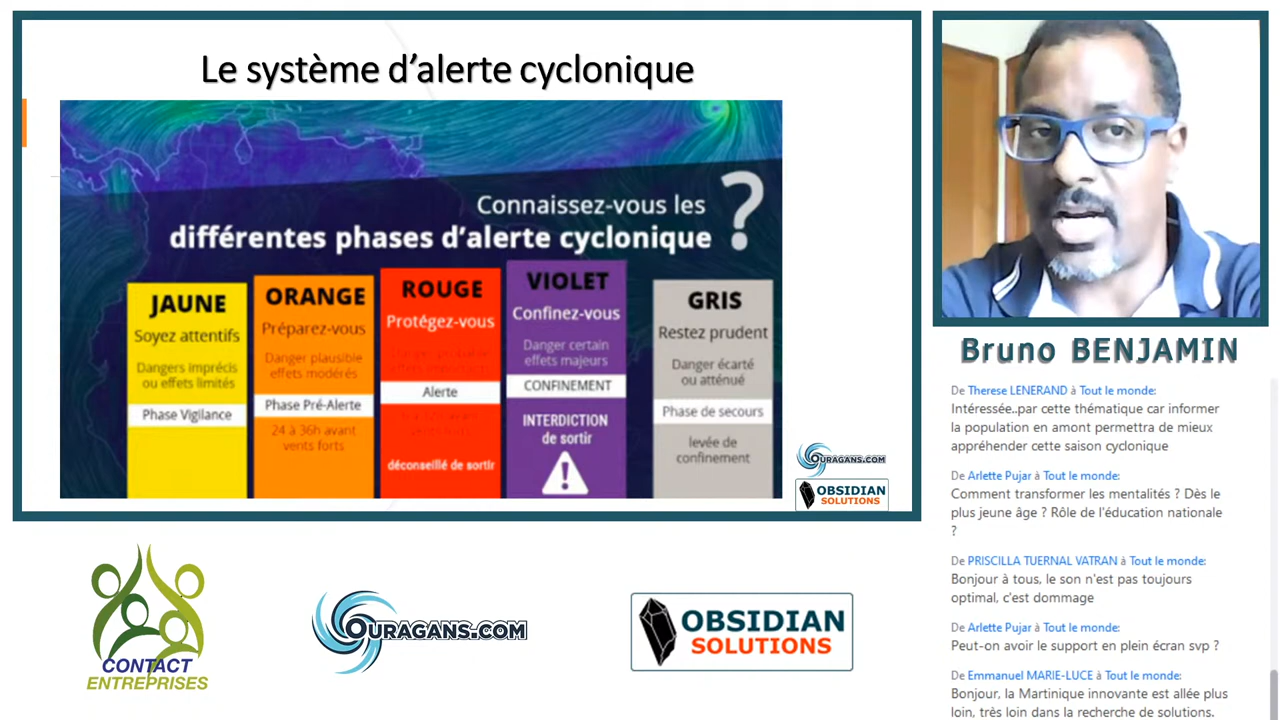 Le système d'alerte cyclonique
Connaissez-vous les
différentes phases d'alerte cyclonique ?
JAUNE
Soyez attentifs
Dangers imprécis
ou effets limités
Phase Vigilance
ORANGE
Préparez-vous
Danger plausible
effets modérés
Phase Pré-Alerte
24 à 36h avant
vents forts
ROUGE
Protégez-vous
Alerte
déconseillé de sortir
VIOLET
Confinez-vous
Danger certain
effets majeurs
CONFINEMENT
INTERDICTION
de sortir
GRIS
Restez prudent
Danger écarté
ou atténué
Phase de secours
levée de
confinement
OURAGANS.COM
OBSIDIAN
SOLUTIONS
Bruno BENJAMIN
De Therese LENERAND à Tout le monde:
Intéressée..par cette thématique car informer
la population en amont permettra de mieux
appréhender cette saison cyclonique
De Arlette Pujar à Tout le monde:
Comment transformer les mentalités ? Dès le
plus jeune âge ? Rôle de l'éducation nationale
?
De PRISCILLA TUERNAL VATRAN à Tout le monde:
Bonjour à tous, le son n'est pas toujours
optimal, c'est dommage
De Arlette Pujar à Tout le monde:
Peut-on avoir le support en plein écran svp ?
De Emmanuel MARIE-LUCE à Tout le monde:
Bonjour, la Martinique innovante est allée plus
loin, très loin dans la recherche de solutions.
CONTACT
ENTREPRISES
OURAGANS.COM
OBSIDIAN
SOLUTIONS